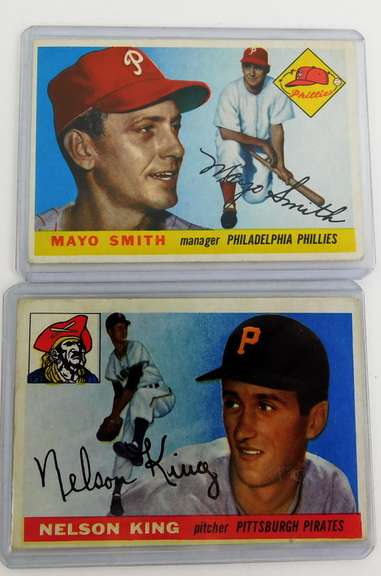 P
Phillies
Mayo Smith
MAYO SMITH manager PHILADELPHIA PHILLIES
P
Nelson King
NELSON KING pitcher PITTSBURGH PIRATES